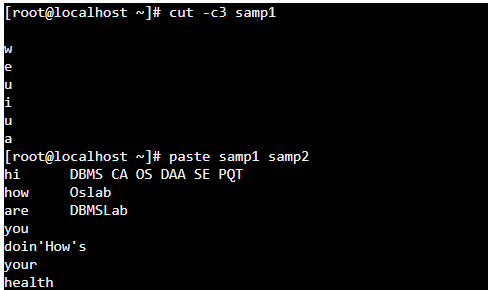 [root@localhost ~]# cut -c3 samp1
w
e
u
i
u
a
[root@localhost ~]# paste samp1 samp2
hi      DBMS CA OS DAA SE PQT
how     Oslab
are     DBMSLab
you
doin'How's
your
health